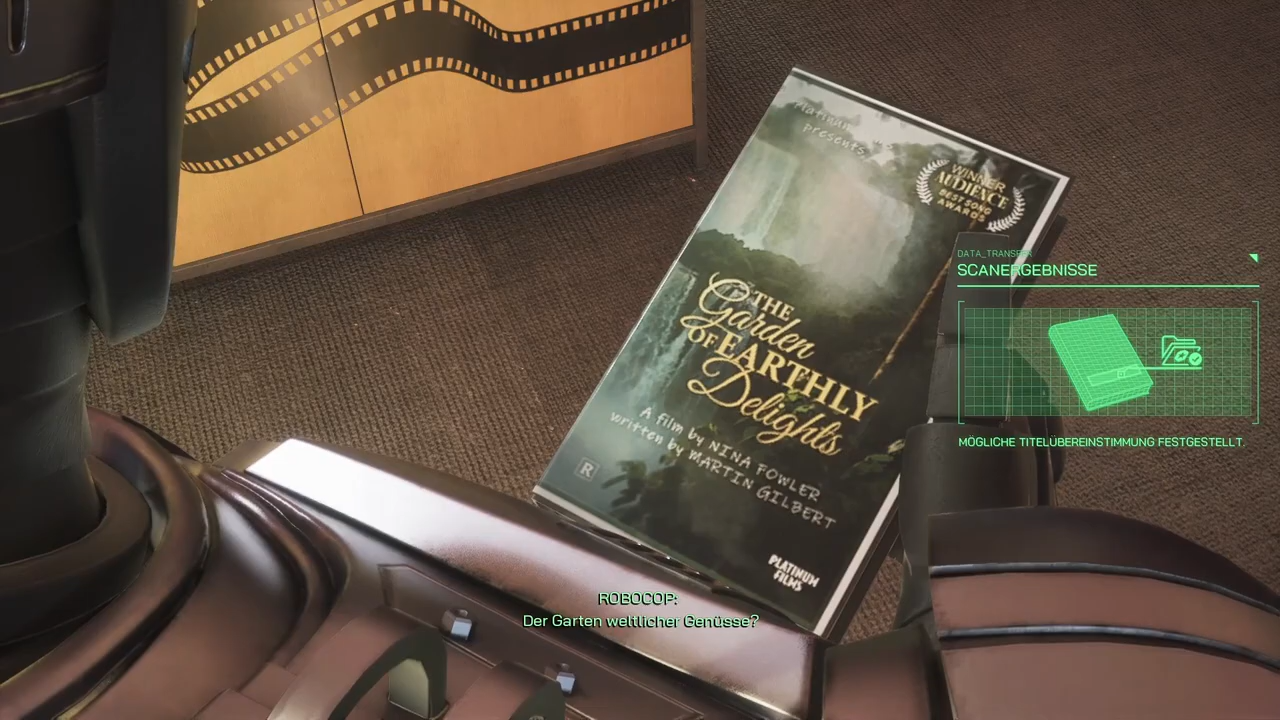 Platinum
presents
WINNER
AUDIENCE
BEST SONG
AWARDS
THE
Garden
OF EARTHLY
Delights
A film by NINA FOWLER
written by MARTIN GILBERT
R
PLATINUM
FILMS
DATA_TRANSFER
SCANERGEBNISSE
MÖGLICHE TITELÜBEREINSTIMMUNG FESTGESTELLT.
ROBOCOP:
Der Garten weltlicher Genüsse?